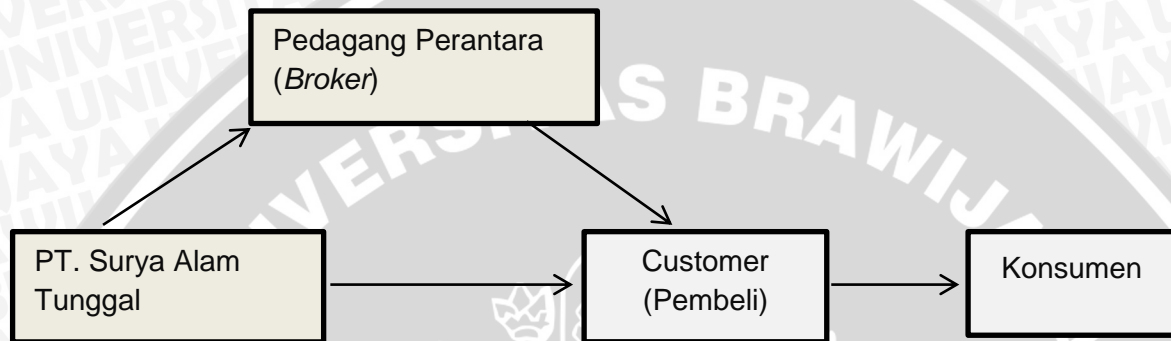 Pedagang Perantara
(Broker)
PT. Surya Alam
Tunggal
Customer
(Pembeli)
Konsumen